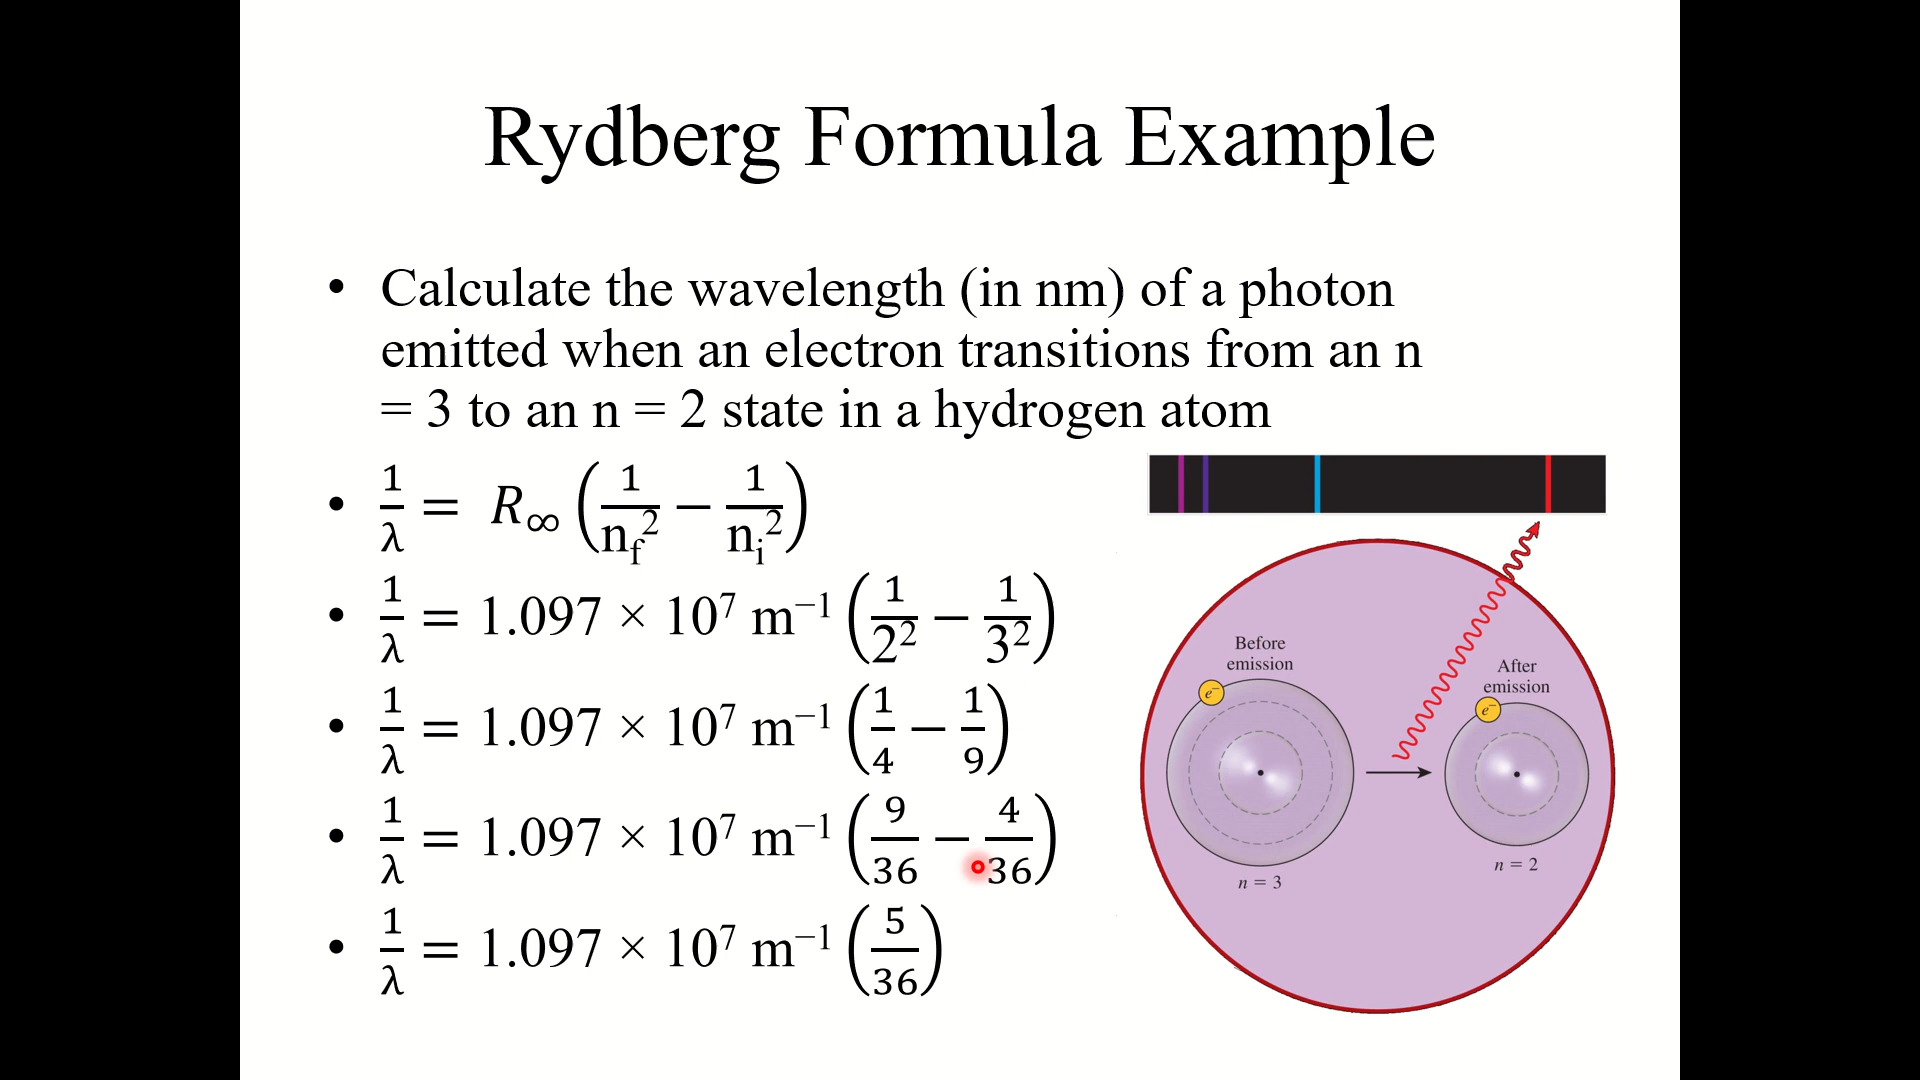 Rydberg Formula Example
• Calculate the wavelength (in nm) of a photon
emitted when an electron transitions from an n
= 3 to an n = 2 state in a hydrogen atom
• 1/λ = R∞ (1/n_f² − 1/n_i²)
• 1/λ = 1.097 × 10⁷ m⁻¹ (1/2² − 1/3²)
• 1/λ = 1.097 × 10⁷ m⁻¹ (1/4 − 1/9)
• 1/λ = 1.097 × 10⁷ m⁻¹ (9/36 − 4/36)
• 1/λ = 1.097 × 10⁷ m⁻¹ (5/36)
Before
emission
e⁻
n = 3
After
emission
e⁻
n = 2